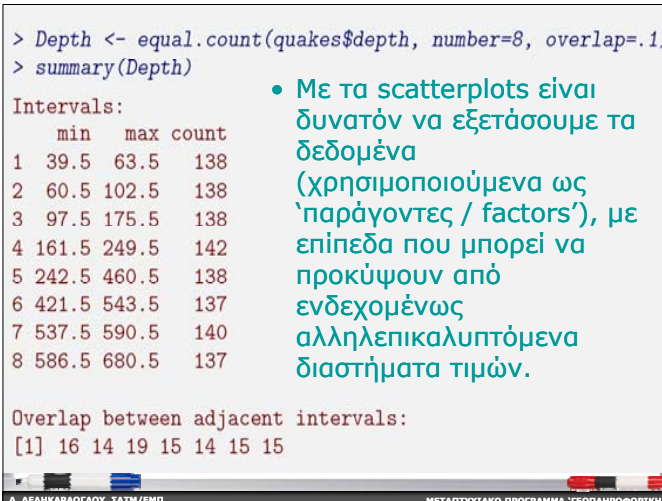 > Depth <- equal.count(quakes$depth, number=8, overlap=.1
> summary(Depth)
Intervals:
min max count
1 39.5 63.5 138
2 60.5 102.5 138
3 97.5 175.5 138
4 161.5 249.5 142
5 242.5 460.5 138
6 421.5 543.5 137
7 537.5 590.5 140
8 586.5 680.5 137
Overlap between adjacent intervals:
[1] 16 14 19 15 14 15 15
• Με τα scatterplots είναι
δυνατόν να εξετάσουμε τα
δεδομένα
(χρησιμοποιούμενα ως
‘παράγοντες / factors’), με
επίπεδα που μπορεί να
προκύψουν από
ενδεχομένως
αλληλεπικαλυπτόμενα
διαστήματα τιμών.
ΜΕΤΑΠΤΥΧΙΑΚΟ ΠΡΟΓΡΑΜΜΑ